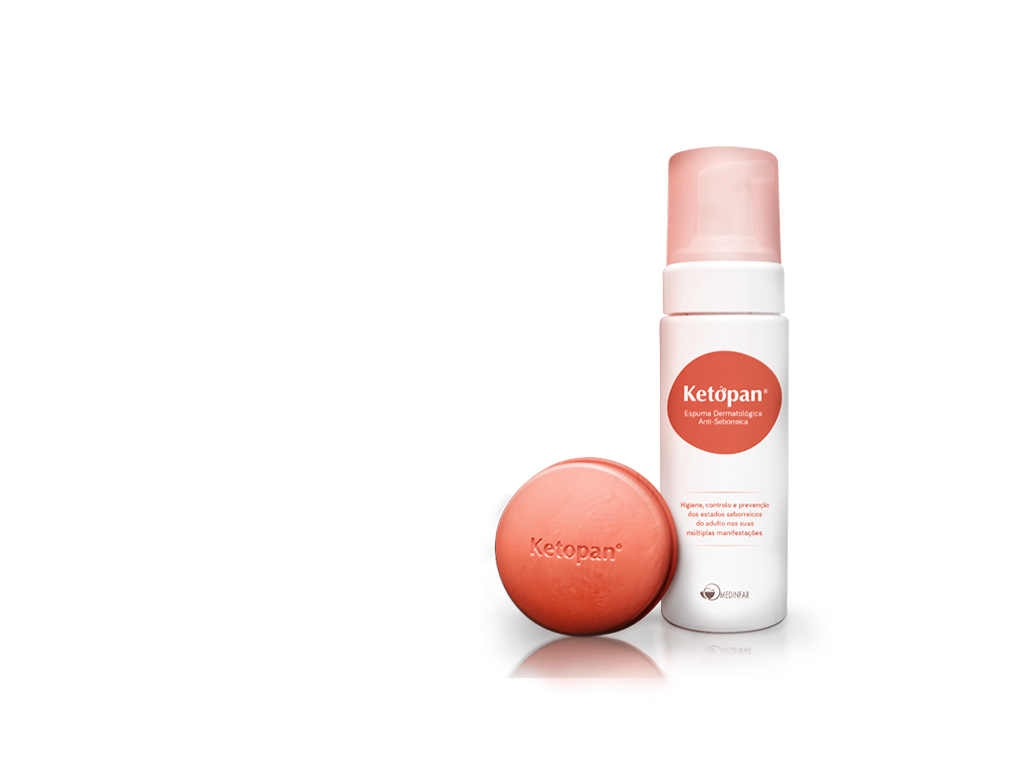 Ketopan®
Espuma Dermatológica
Anti-Seborreica
Higiene, controlo e prevenção
dos estados seborreicos
do adulto nas suas
múltiplas manifestações.
MEDINFAR
Ketopan®